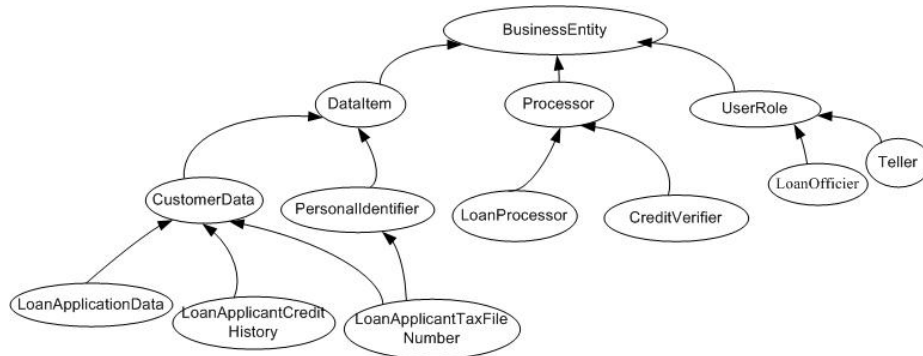 BusinessEntity
DataItem
Processor
UserRole
Teller
LoanOfficier
CustomerData
PersonalIdentifier
LoanProcessor
CreditVerifier
LoanApplicationData
LoanApplicantCredit
History
LoanApplicantTaxFile
Number